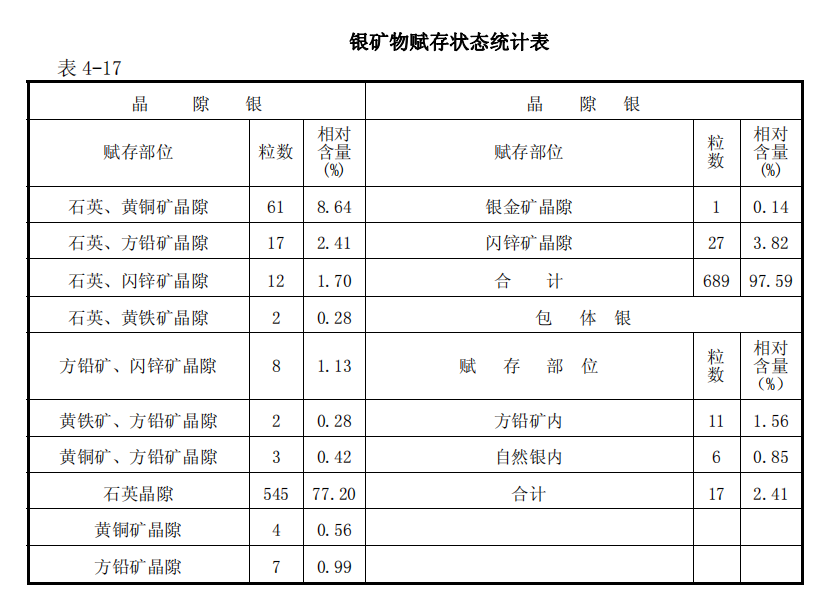 银矿物赋存状态统计表
表 4-17
晶 隙 银 晶 隙 银
赋存部位 粒数 相对含量(%) 赋存部位 粒数 相对含量(%)
石英、黄铜矿晶隙 61 8.64 银金矿晶隙 1 0.14
石英、方铅矿晶隙 17 2.41 闪锌矿晶隙 27 3.82
石英、闪锌矿晶隙 12 1.70 合 计 689 97.59
石英、黄铁矿晶隙 2 0.28 包 体 银
方铅矿、闪锌矿晶隙 8 1.13 赋 存 部 位 粒数 相对含量(%)
黄铁矿、方铅矿晶隙 2 0.28 方铅矿内 11 1.56
黄铜矿、方铅矿晶隙 3 0.42 自然银内 6 0.85
石英晶隙 545 77.20 合计 17 2.41
黄铜矿晶隙 4 0.56
方铅矿晶隙 7 0.99